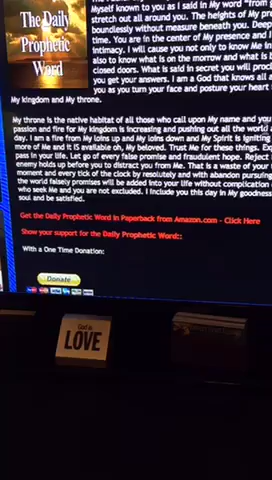 The Daily
Prophetic
Word
Myself known to you as I said in My word "from
stretch out all around you. The heights of My pr
boundlessly without measure beneath you. Deep
time. You are in the center of My presence and I
intimacy. I will cause you not only to know Me in
also to know what is on the morrow and what is b
closed doors. What is said in secret you will proc
you get your answers. I am a God that knows all a
you as you turn your face and posture your heart
My kingdom and My throne.
My throne is the native habitat of all those who call upon My name and you
passion and fire for My kingdom is increasing and pushing out all the world
day. I am a fire from My loins up and My loins down and My Spirit is igniting
more of Me and it IS available oh, My beloved. Trust Me for these things. Exp
pass in your life. Let go of every false promise and fraudulent hope. Reject
enemy holds up before you to distract you from Me. That is a waste of your
moment and every tick of the clock by resolutely and with abandon pursuing
the world falsely promises will be added into your life without complication
who seek Me and you are not excluded. I include you this day in My goodness
soul and be satisfied.
Get the Daily Prophetic Word in Paperback from Amazon.com - Click Here
Show your support for the Daily Prophetic Word::
With a One Time Donation:
Donate
God is
LOVE